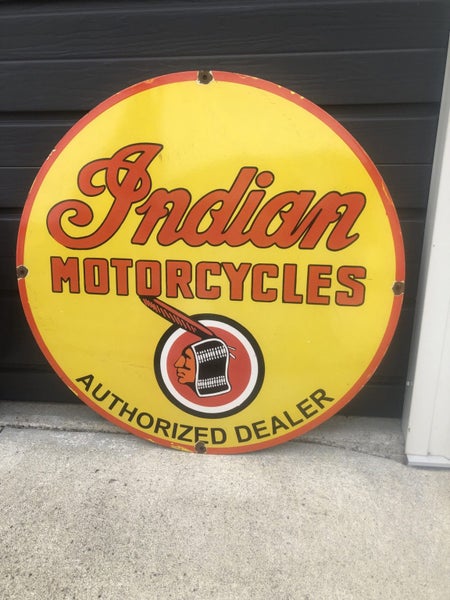 Indian
MOTORCYCLES
AUTHORIZED DEALER